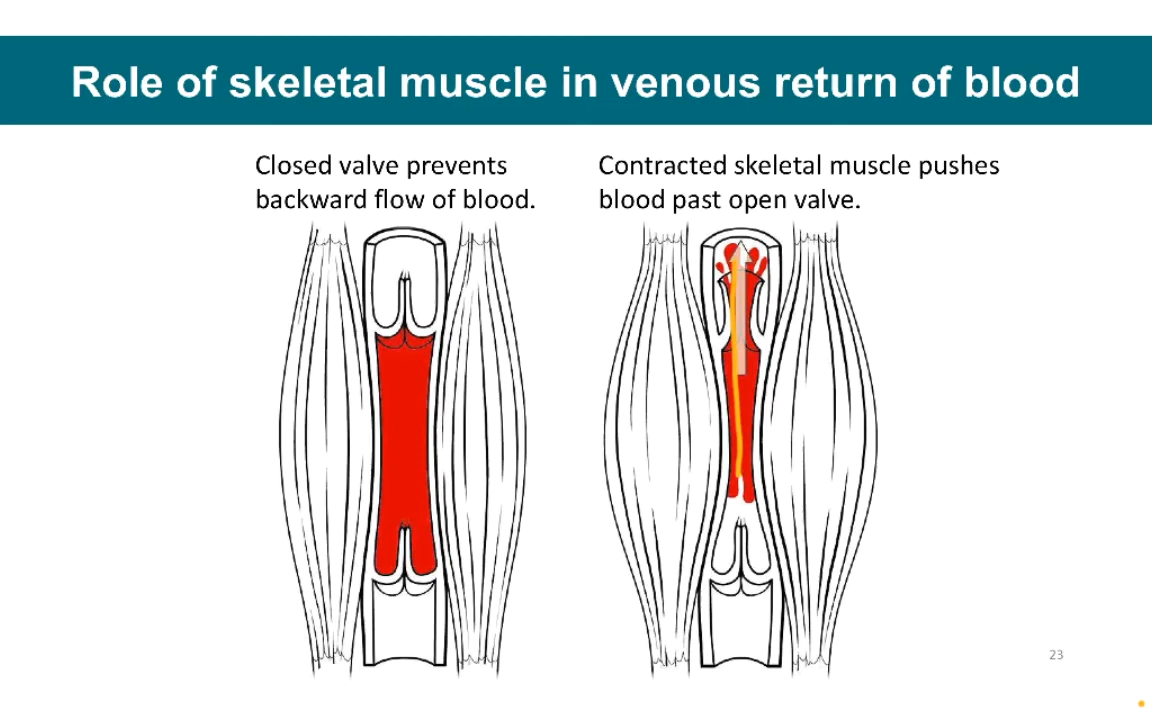 Role of skeletal muscle in venous return of blood
Closed valve prevents
backward flow of blood.
Contracted skeletal muscle pushes
blood past open valve.
23